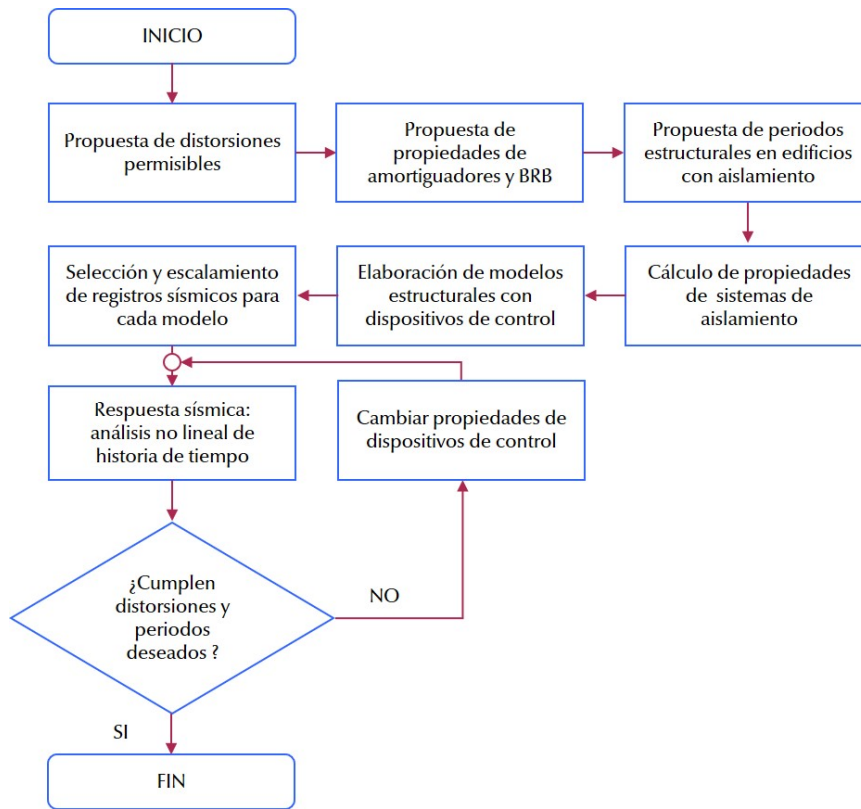 INICIO
Propuesta de distorsiones
permisibles
Propuesta de
propiedades de
amortiguadores y BRB
Propuesta de periodos
estructurales en edificios
con aislamiento
Cálculo de propiedades
de sistemas de
aislamiento
Elaboración de modelos
estructurales con
dispositivos de control
Selección y escalamiento
de registros sísmicos para
cada modelo
Respuesta sísmica:
análisis no lineal de
historia de tiempo
Cambiar propiedades de
dispositivos de control
¿Cumplen
distorsiones y
periodos
deseados ?
NO
SI
FIN